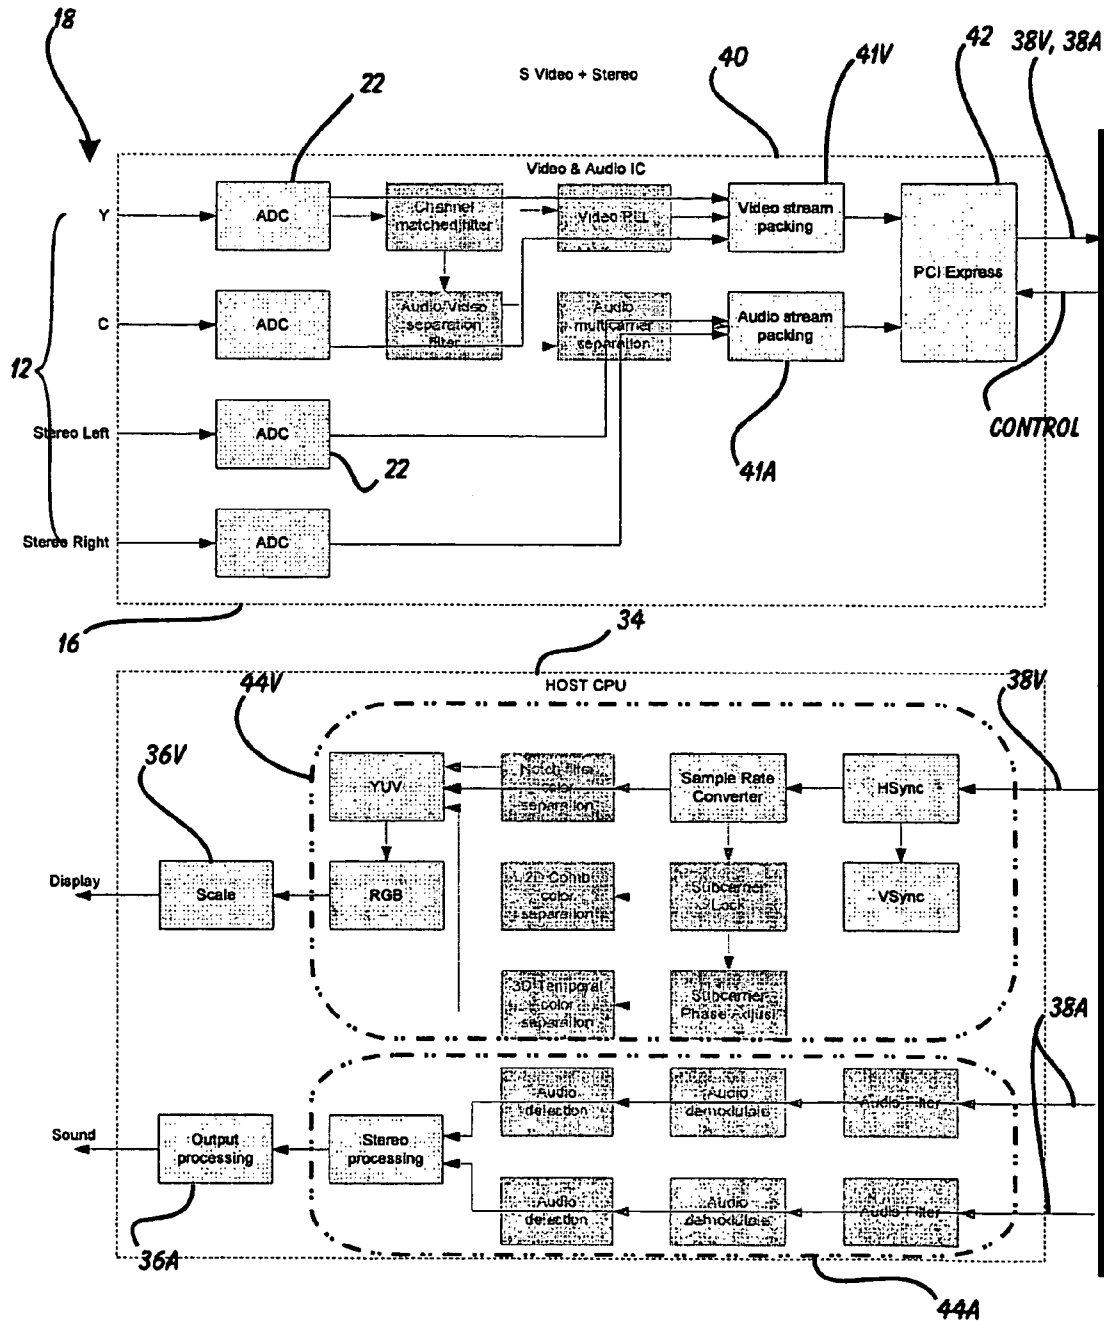 18
22
S Video + Stereo
40
41V
42
38V, 38A
Video & Audio IC
Y
ADC
Channel
matched filter
Video PLL
Video stream
packing
PCI Express
C
ADC
Audio/Video
separation
filter
Audio
multicarrier
separation
Audio stream
packing
12
CONTROL
Stereo Left
ADC
22
41A
Stereo Right
ADC
16
34
44V
HOST CPU
38V
36V
YUV
Notch filter
color
separation
Sample Rate
Converter
HSync
Display
Scale
RGB
2D Comb
color
separation
Subcarrier
Lock
VSync
3D Temporal
color
separation
Subcarrier
Phase Adjust
38A
Audio
detection
Audio
demodulate
Audio Filter
Sound
Output
processing
Stereo
processing
Audio
detection
Audio
demodulate
Audio Filter
36A
44A